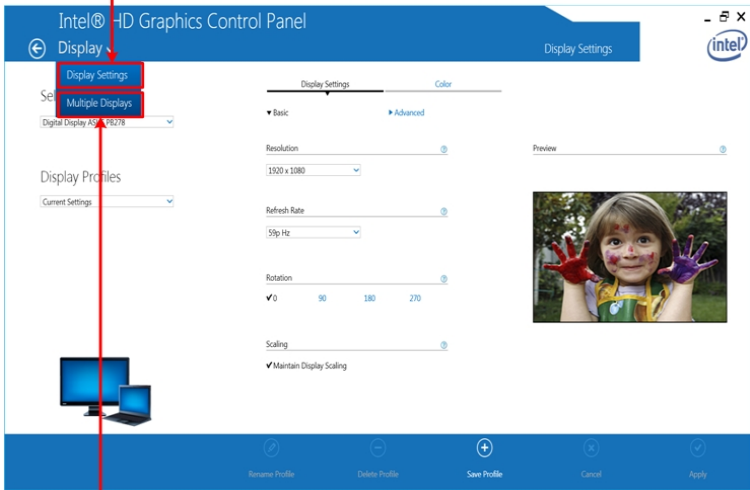 Intel® HD Graphics Control Panel
Display
Display Settings
intel
Display Settings
Multiple Displays
Digital Display
PB278
Display Profiles
Current Settings
Display Settings
Color
Basic
Advanced
Resolution
1920 x 1080
Refresh Rate
59p Hz
Rotation
0 90 180 270
Scaling
Maintain Display Scaling
Preview
Rename Profile
Delete Profile
Save Profile
Cancel
Apply